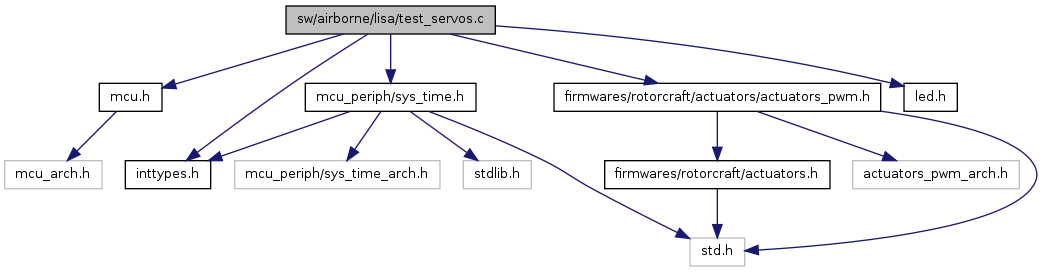 sw/airborne/lisa/test_servos.c
mcu.h
mcu_periph/sys_time.h
firmwares/rotorcraft/actuators/actuators_pwm.h
led.h
mcu_arch.h
inttypes.h
mcu_periph/sys_time_arch.h
stdlib.h
firmwares/rotorcraft/actuators.h
actuators_pwm_arch.h
std.h